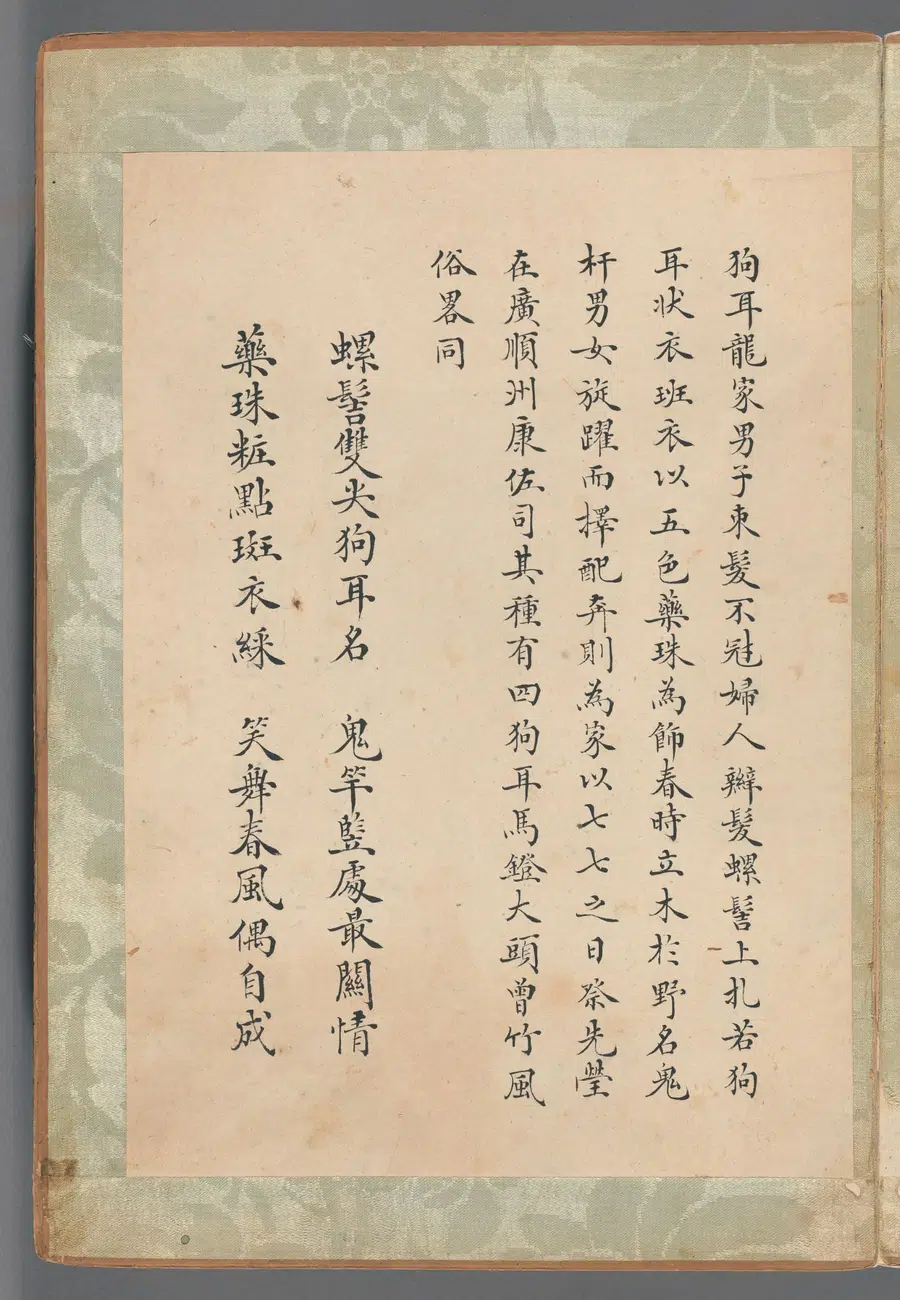 狗耳龍家男子束髮不冠婦人辮髮螺髻上扎若狗
耳狀衣班衣以五色藥珠為飾春時立木於野名鬼
杆男女旋躍而擇配奔則為家以七七之日祭先塋
在廣順州康佐司其種有四狗耳馬鐙大頭曾竹風
俗畧同
螺髻雙尖狗耳名 鬼竿豎處最關情
藥珠粧點斑衣綵 笑舞春風偶自成